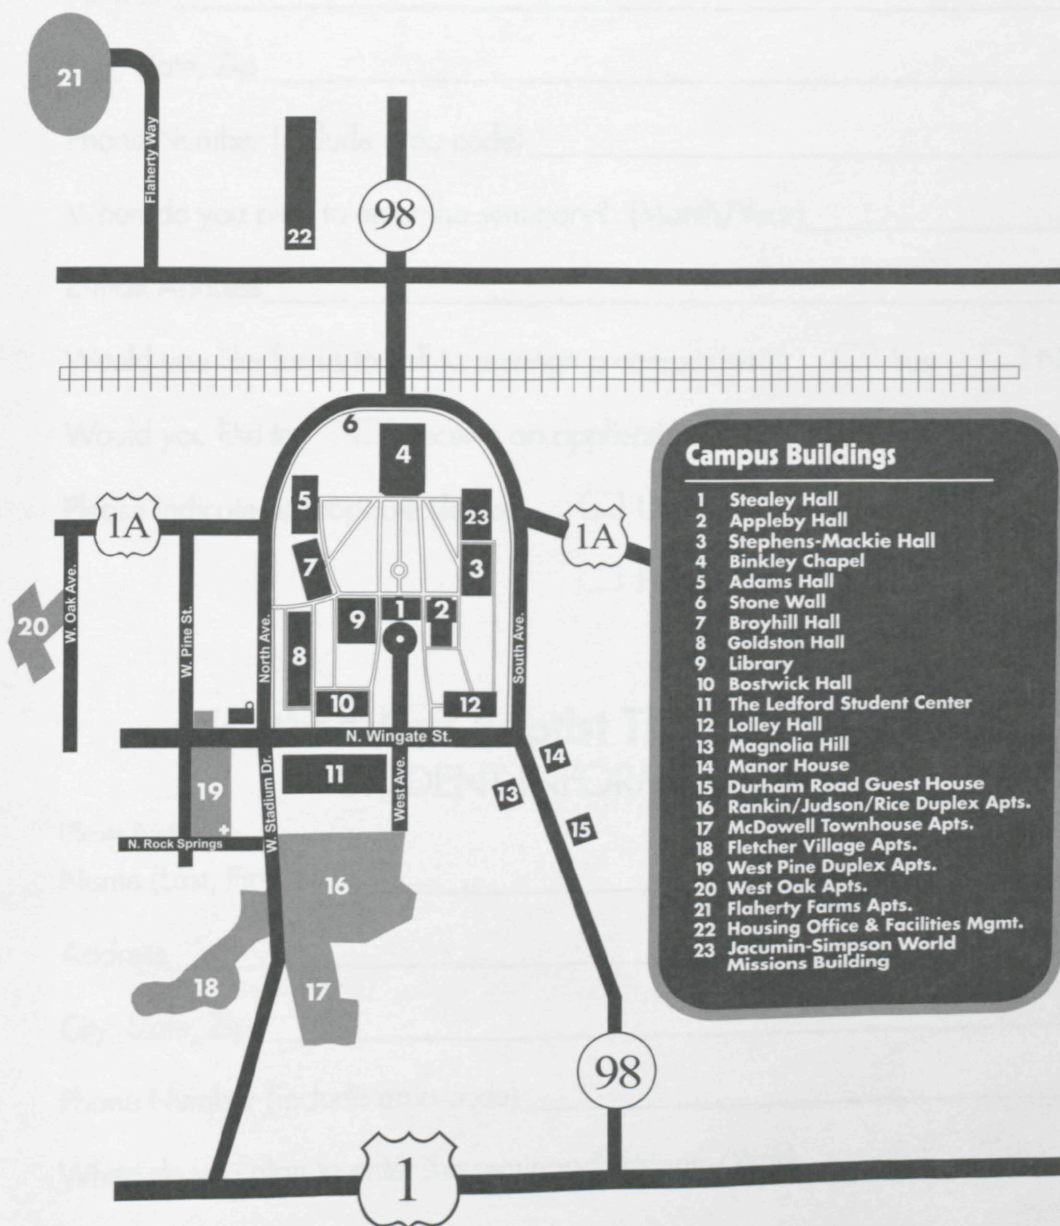 21
Flaherty Way
22
98
6
4
5
23
1A
1A
7
3
9
1
2
W. Oak Ave.
W. Pine St.
North Ave.
South Ave.
20
8
10
12
N. Wingate St.
11
14
13
15
19
W. Stadium Dr.
West Ave.
N. Rock Springs
16
18
17
98
1
Campus Buildings
1 Stealey Hall
2 Appleby Hall
3 Stephens-Mackie Hall
4 Binkley Chapel
5 Adams Hall
6 Stone Wall
7 Broyhill Hall
8 Goldston Hall
9 Library
10 Bostwick Hall
11 The Ledford Student Center
12 Lolley Hall
13 Magnolia Hill
14 Manor House
15 Durham Road Guest House
16 Rankin/Judson/Rice Duplex Apts.
17 McDowell Townhouse Apts.
18 Fletcher Village Apts.
19 West Pine Duplex Apts.
20 West Oak Apts.
21 Flaherty Farms Apts.
22 Housing Office & Facilities Mgmt.
23 Jacumin-Simpson World
Missions Building